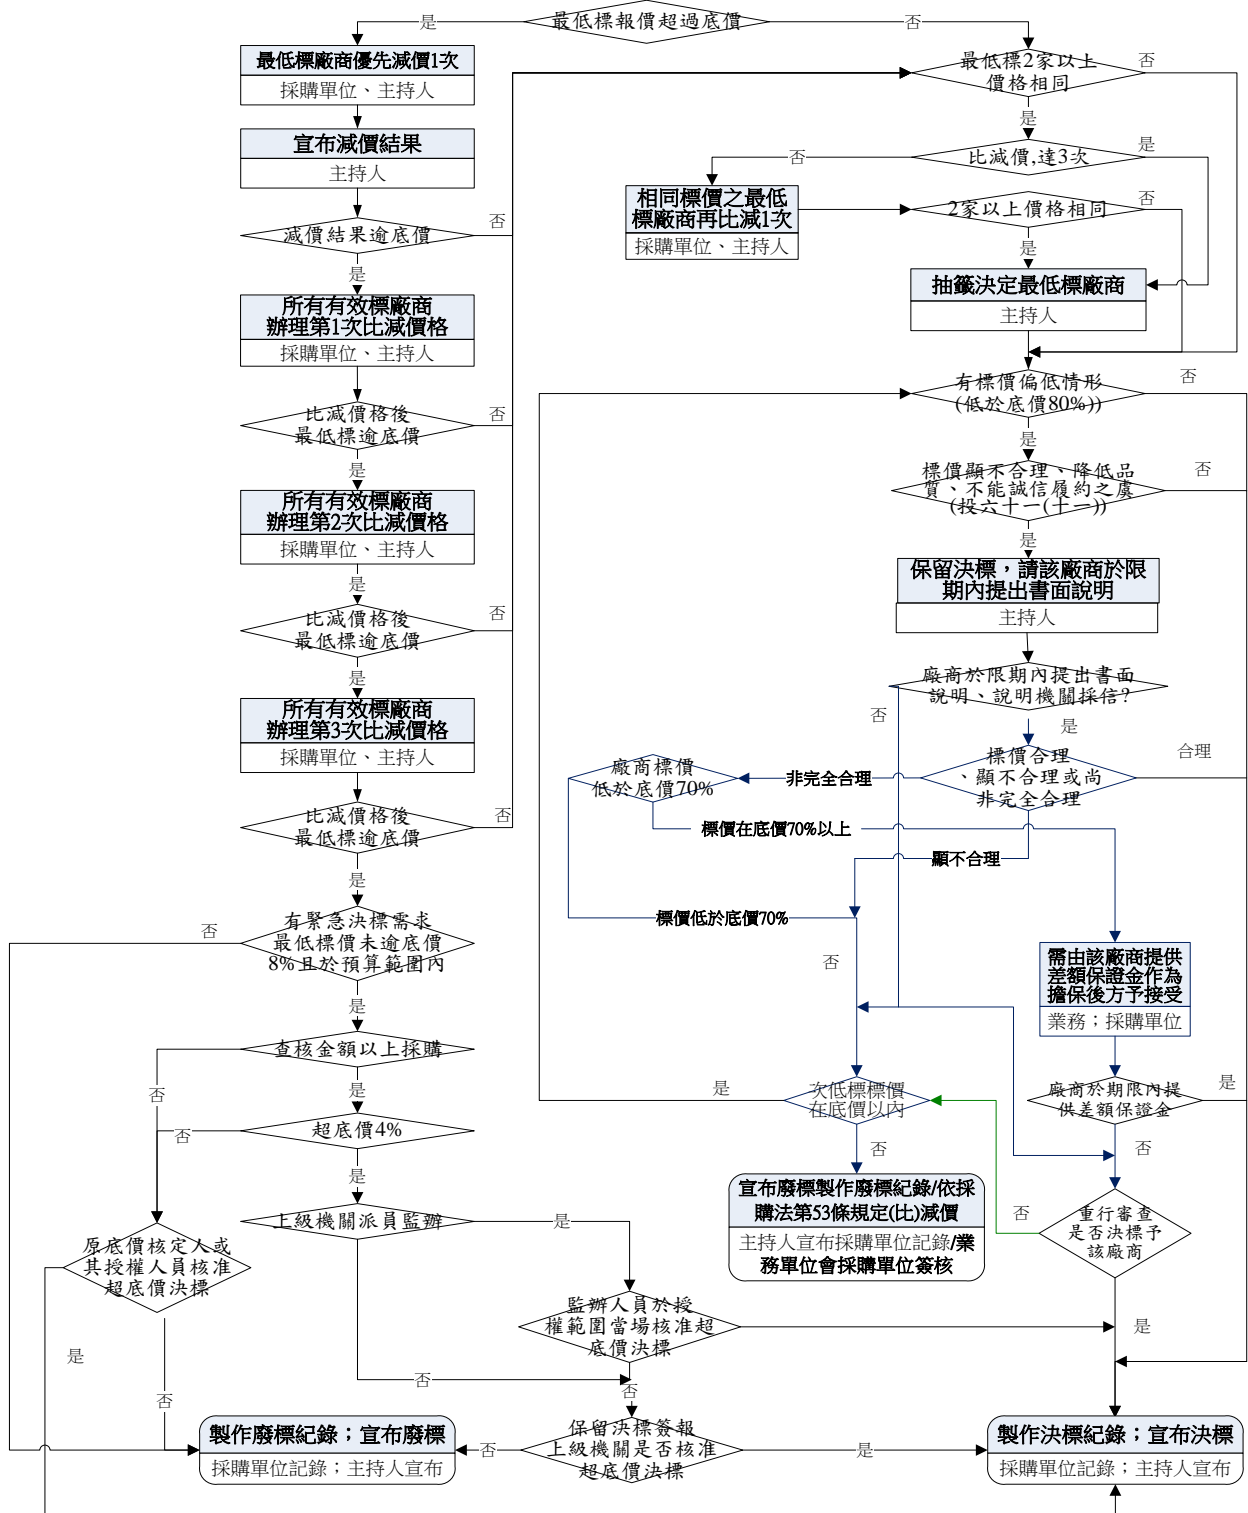 最低標報價超過底價
是
否
最低標廠商優先減價1次
採購單位、主持人
宣布減價結果
主持人
減價結果逾底價
否
是
所有有效標廠商
辦理第1次比減價格
採購單位、主持人
比減價格後
最低標逾底價
否
是
所有有效標廠商
辦理第2次比減價格
採購單位、主持人
是
比減價格後
最低標逾底價
否
是
所有有效標廠商
辦理第3次比減價格
採購單位、主持人
比減價格後
最低標逾底價
否
是
有緊急決標需求
最低標價未逾底價
8%且於預算範圍內
否
是
查核金額以上採購
否
是
超底價4%
否
是
上級機關派員監辦
是
否
原底價核定人或
其授權人員核准
超底價決標
是
否
監辦人員於授
權範圍當場核准超
底價決標
是
否
保留決標簽報
上級機關是否核准
超底價決標
否
是
製作廢標紀錄；宣布廢標
採購單位記錄；主持人宣布
製作決標紀錄；宣布決標
採購單位記錄；主持人宣布
最低標2家以上
價格相同
否
是
比減價,達3次
否
是
相同標價之最低
標廠商再比減1次
採購單位、主持人
2家以上價格相同
否
是
抽籤決定最低標廠商
主持人
有標價偏低情形
(低於底價80%))
否
是
標價顯不合理、降低品
質、不能誠信履約之虞
(投六十一(十一))
否
是
保留決標，請該廠商於限
期內提出書面說明
主持人
廠商於限期內提出書面
說明、說明機關採信?
否
是
標價合理
、顯不合理或尚
非完全合理
合理
非完全合理
廠商標價
低於底價70%
標價在底價70%以上
顯不合理
標價低於底價70%
否
需由該廠商提供
差額保證金作為
擔保後方予接受
業務；採購單位
廠商於期限內提
供差額保證金
是
否
次低標標價
在底價以內
是
否
宣布廢標製作廢標紀錄/依採
購法第53條規定(比)減價
主持人宣布採購單位記錄/業
務單位會採購單位簽核
重行審查
是否決標予
該廠商
否